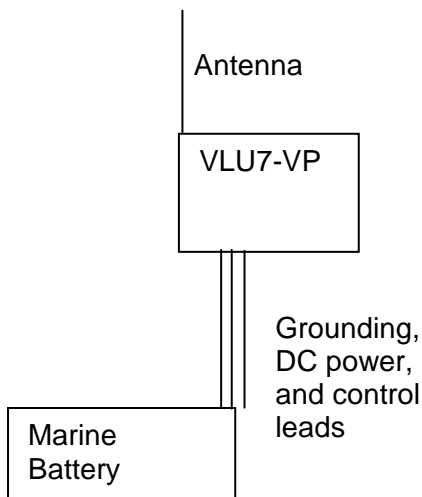 Antenna
VLU7-VP
Grounding,
DC power,
and control
leads
Marine
Battery